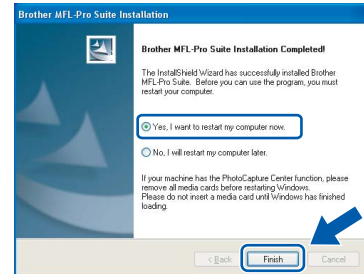 Brother MFL-Pro Suite Installation
Brother MFL-Pro Suite Installation Completed!
The InstallShield Wizard has successfully installed Brother
MFL-Pro Suite. Before you can use the program, you must
restart your computer.
Yes, I want to restart my computer now.
No, I will restart my computer later.
If your machine has the PhotoCapture Center function, please
remove all media cards before restarting Windows.
Please do not insert a media card until Windows has finished
loading.
< Back
Finish
Cancel